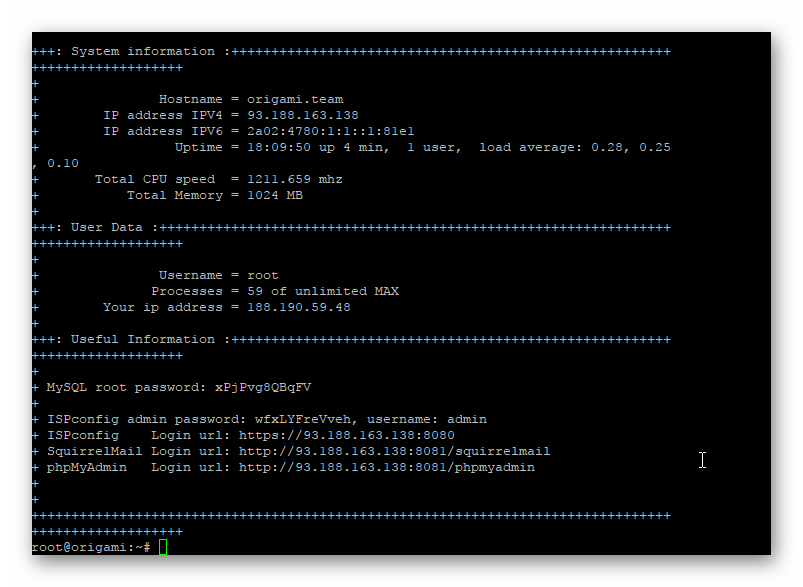 +++: System information :+++++++++++++++++++++++++++++++++++++++++++++++++++++++
+++++++++++++++++++
+
+               Hostname = origami.team
+        IP address IPV4 = 93.188.163.138
+        IP address IPV6 = 2a02:4780:1:1::1:81e1
+                 Uptime = 18:09:50 up 4 min,  1 user,  load average: 0.28, 0.25
, 0.10
+       Total CPU speed  = 1211.659 mhz
+           Total Memory = 1024 MB
+
+++: User Data :++++++++++++++++++++++++++++++++++++++++++++++++++++++++++++++++
+++++++++++++++++++
+
+               Username = root
+              Processes = 59 of unlimited MAX
+        Your ip address = 188.190.59.48
+
+++: Useful Information :+++++++++++++++++++++++++++++++++++++++++++++++++++++++
+++++++++++++++++++
+
+ MySQL root password: xPjPvg8QBqFV
+
+ ISPconfig admin password: wfxLYFreVveh, username: admin
+ ISPconfig    Login url: https://93.188.163.138:8080
+ SquirrelMail Login url: http://93.188.163.138:8081/squirrelmail
+ phpMyAdmin   Login url: http://93.188.163.138:8081/phpmyadmin
+
+
++++++++++++++++++++++++++++++++++++++++++++++++++++++++++++++++++++++++++++++++
+++++++++++++++++++
root@origami:~#